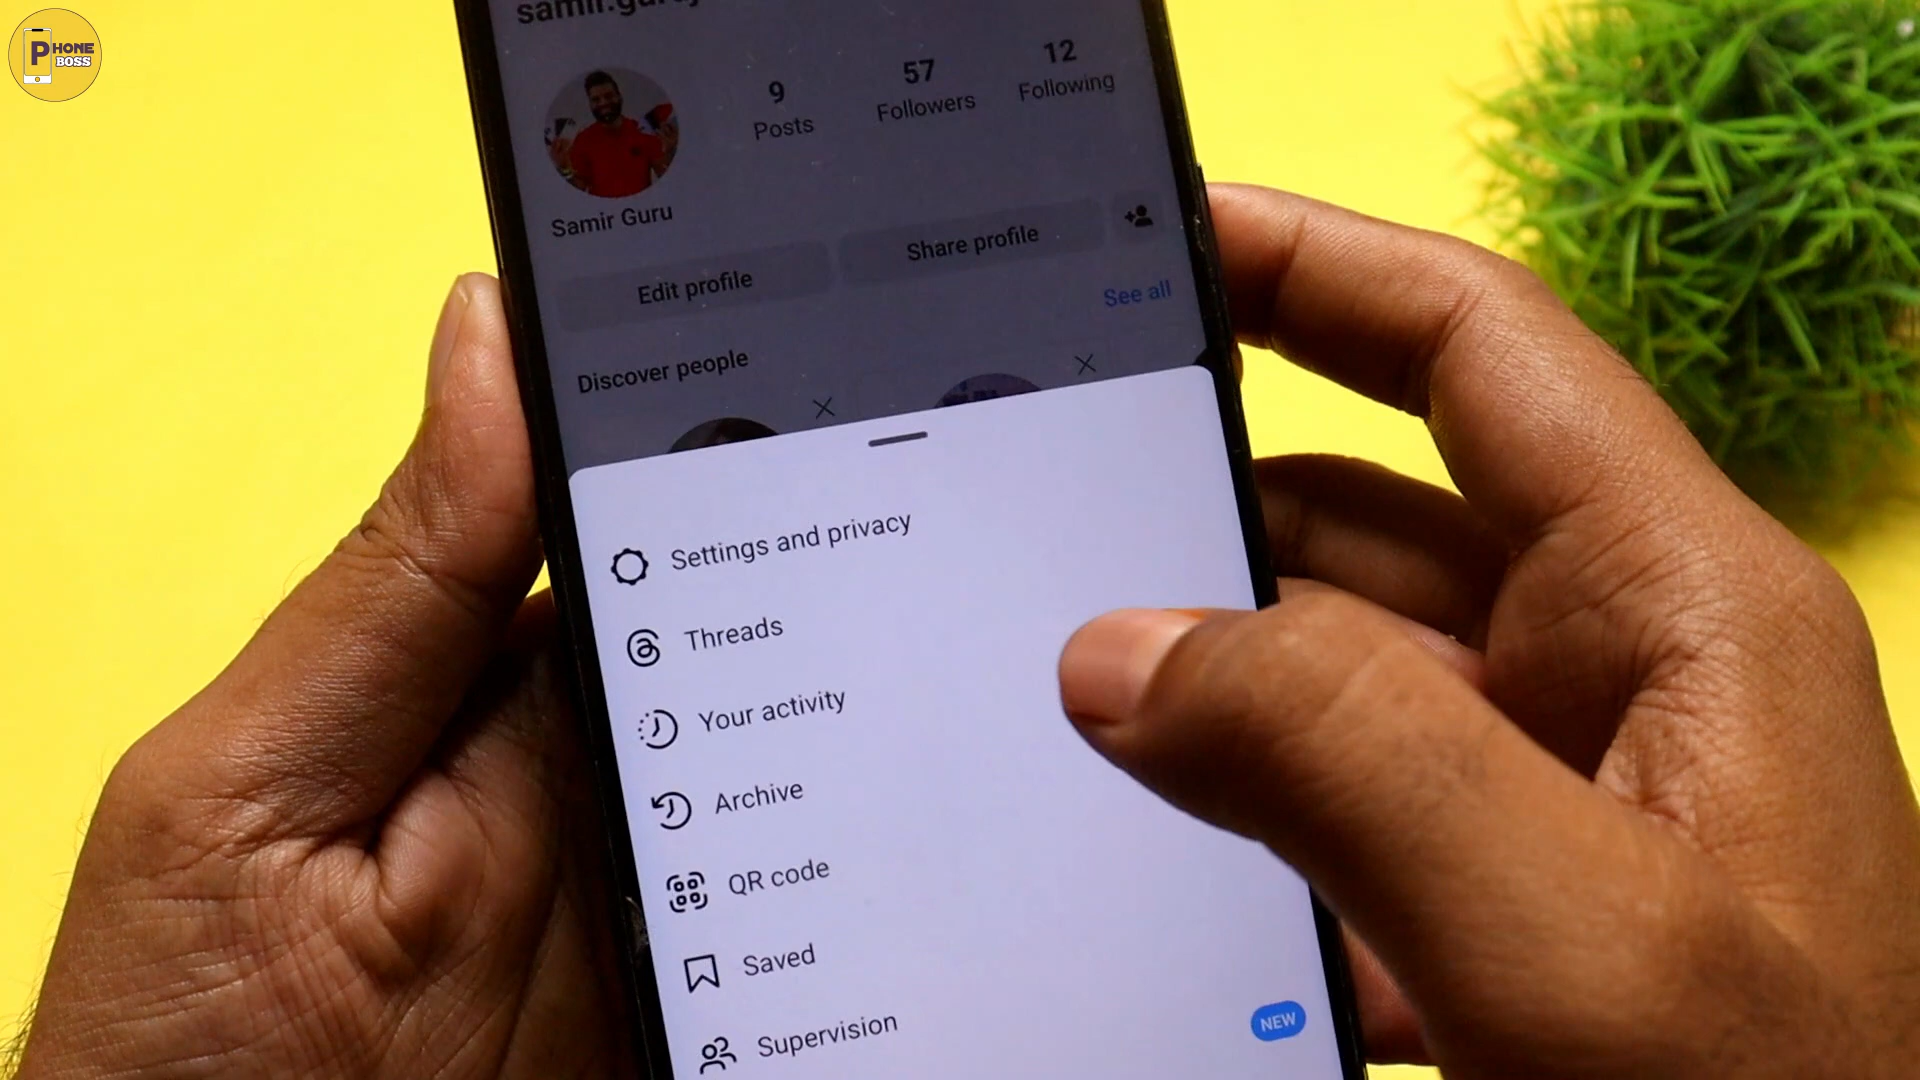 PHONE
BOSS
9
Posts
57
Followers
12
Following
Samir Guru
Edit profile
Share profile
See all
Discover people
Settings and privacy
Threads
Your activity
Archive
QR code
Saved
Supervision
NEW